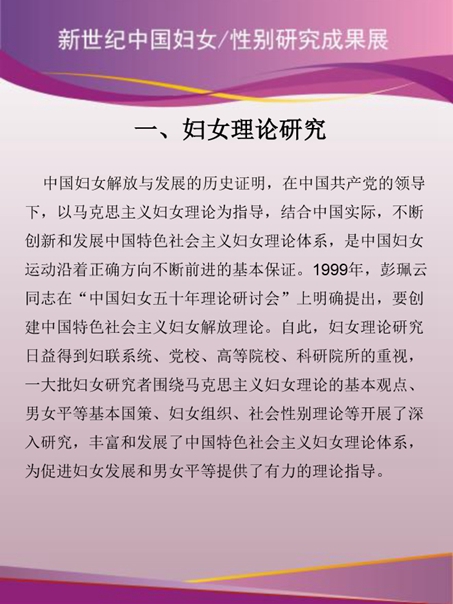 新世纪中国妇女/性别研究成果展
一、妇女理论研究
中国妇女解放与发展的历史证明，在中国共产党的领导
下，以马克思主义妇女理论为指导，结合中国实际，不断
创新和发展中国特色社会主义妇女理论体系，是中国妇女
运动沿着正确方向不断前进的基本保证。1999年，彭珮云
同志在“中国妇女五十年理论研讨会”上明确提出，要创
建中国特色社会主义妇女解放理论。自此，妇女理论研究
日益得到妇联系统、党校、高等院校、科研院所的重视，
一大批妇女研究者围绕马克思主义妇女理论的基本观点、
男女平等基本国策、妇女组织、社会性别理论等开展了深
入研究，丰富和发展了中国特色社会主义妇女理论体系，
为促进妇女发展和男女平等提供了有力的理论指导。